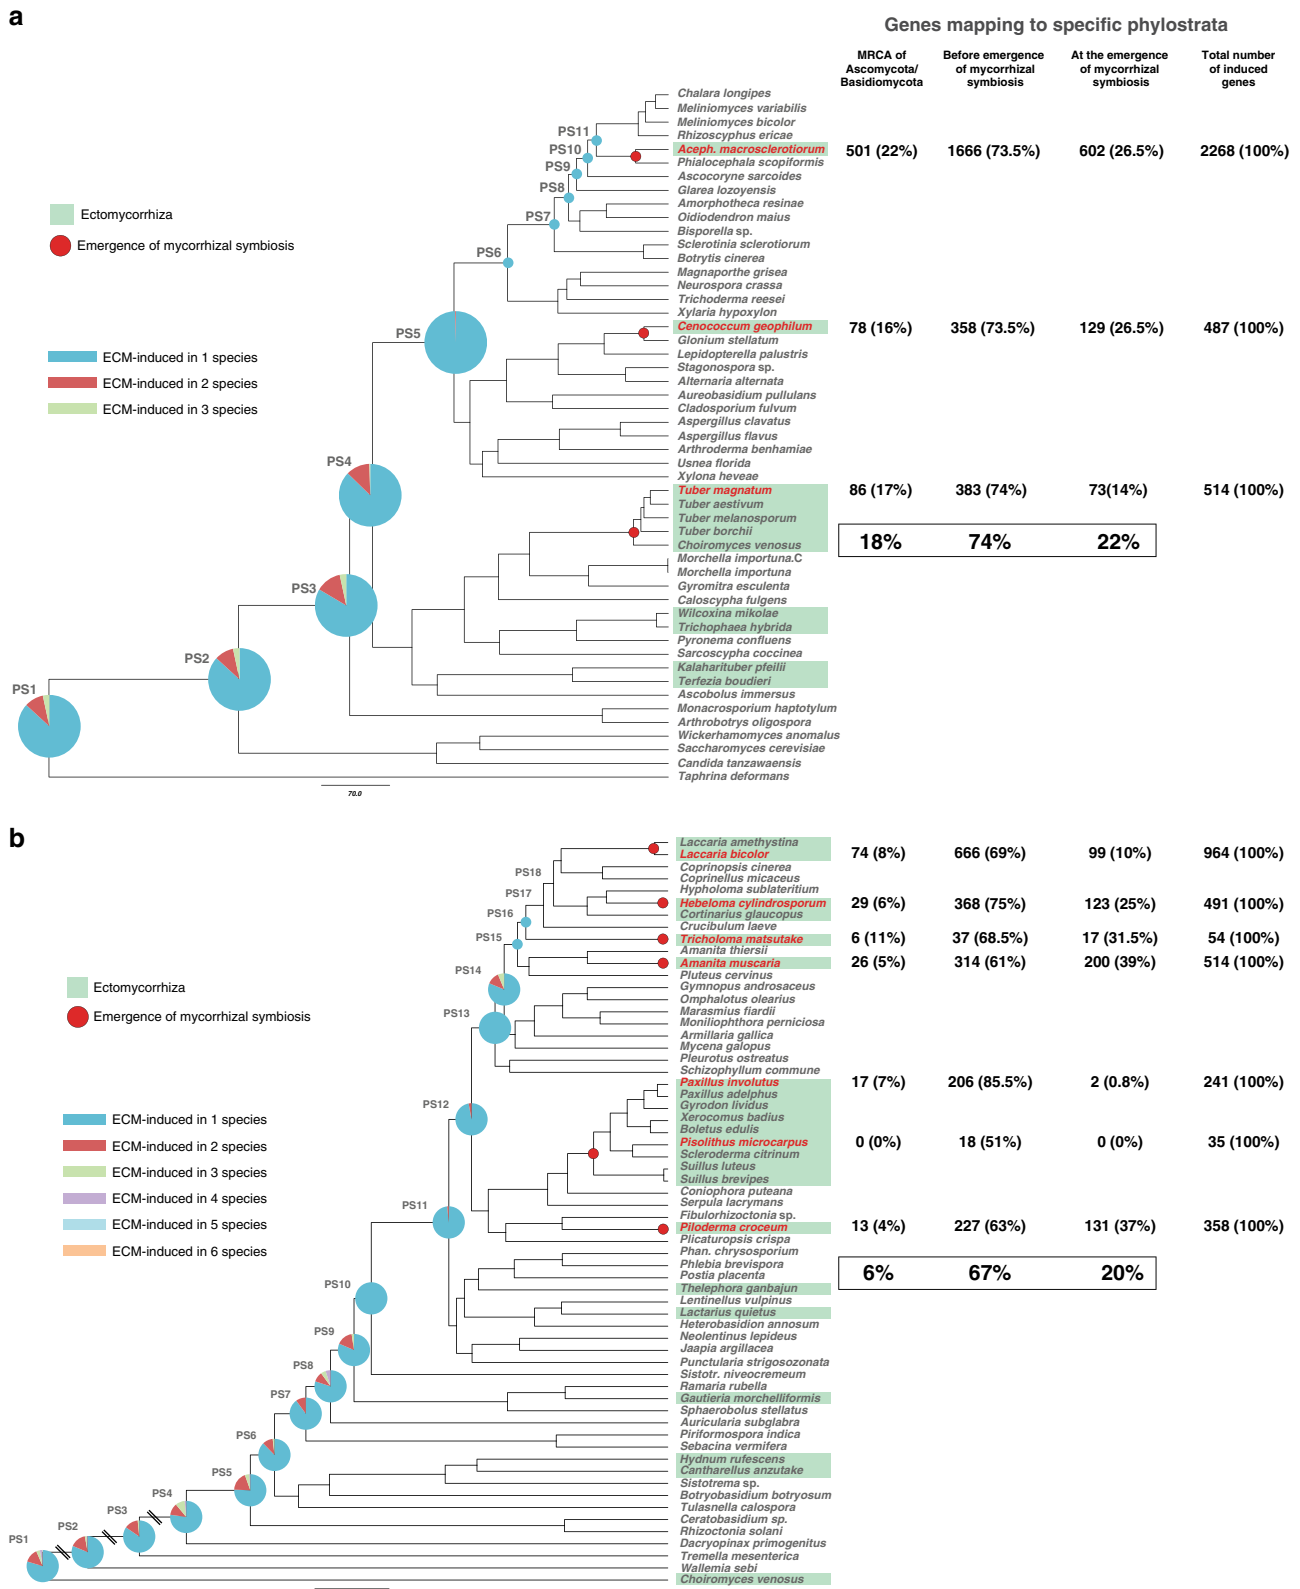 a
Genes mapping to specific phylostrata
MRCA of Ascomycota/ Basidiomycota
Before emergence of mycorrhizal symbiosis
At the emergence of mycorrhizal symbiosis
Total number of induced genes
Chalara longipes
Meliniomyces variabilis
Meliniomyces bicolor
Rhizoscyphus ericae
Aceph. macrosclerotiorum 501 (22%) 1666 (73.5%) 602 (26.5%) 2268 (100%)
Phialocephala scopiformis
Ascocoryne sarcoides
Glarea lozoyensis
Amorphotheca resinae
Oidiodendron maius
Bisporella sp.
Sclerotinia sclerotiorum
Botrytis cinerea
Magnaporthe grisea
Neurospora crassa
Trichoderma reesei
Xylaria hypoxylon
Cenococcum geophilum 78 (16%) 358 (73.5%) 129 (26.5%) 487 (100%)
Glonium stellatum
Lepidopterella palustris
Stagonospora sp.
Alternaria alternata
Aureobasidium pullulans
Cladosporium fulvum
Aspergillus clavatus
Aspergillus flavus
Arthroderma benhamiae
Usnea florida
Xylona heveae
Tuber magnatum 86 (17%) 383 (74%) 73(14%) 514 (100%)
Tuber aestivum
Tuber melanosporum
Tuber borchii
Choiromyces venosus
18% 74% 22%
Morchella importuna.C
Morchella importuna
Gyromitra esculenta
Caloscypha fulgens
Wilcoxina mikolae
Trichophaea hybrida
Pyronema confluens
Sarcoscypha coccinea
Kalaharituber pfeilii
Terfezia boudieri
Ascobolus immersus
Monacrosporium haptotylum
Arthrobotrys oligospora
Wickerhamomyces anomalus
Saccharomyces cerevisiae
Candida tanzawaensis
Taphrina deformans
PS11
PS10
PS9
PS8
PS7
PS6
PS5
PS4
PS3
PS2
PS1
Ectomycorrhiza
Emergence of mycorrhizal symbiosis
ECM-induced in 1 species
ECM-induced in 2 species
ECM-induced in 3 species
70.0
b
Laccaria amethystina
Laccaria bicolor 74 (8%) 666 (69%) 99 (10%) 964 (100%)
Coprinopsis cinerea
Coprinellus micaceus
Hypholoma sublateritium
Hebeloma cylindrosporum 29 (6%) 368 (75%) 123 (25%) 491 (100%)
Cortinarius glaucopus
Crucibulum laeve
Tricholoma matsutake 6 (11%) 37 (68.5%) 17 (31.5%) 54 (100%)
Amanita thiersii
Amanita muscaria 26 (5%) 314 (61%) 200 (39%) 514 (100%)
Pluteus cervinus
Gymnopus androsaceus
Omphalotus olearius
Marasmius fiardii
Moniliophthora perniciosa
Armillaria gallica
Mycena galopus
Pleurotus ostreatus
Schizophyllum commune
Paxillus involutus 17 (7%) 206 (85.5%) 2 (0.8%) 241 (100%)
Paxillus adelphus
Gyrodon lividus
Xerocomus badius
Boletus edulis
Pisolithus microcarpus 0 (0%) 18 (51%) 0 (0%) 35 (100%)
Scleroderma citrinum
Suillus luteus
Suillus brevipes
Coniophora puteana
Serpula lacrymans
Fibulorhizoctonia sp.
Piloderma croceum 13 (4%) 227 (63%) 131 (37%) 358 (100%)
Plicaturopsis crispa
6% 67% 20%
Phan. chrysosporium
Phlebia brevispora
Postia placenta
Thelephora ganbajun
Lentinellus vulpinus
Lactarius quietus
Heterobasidion annosum
Neolentinus lepideus
Jaapia argillacea
Punctularia strigosozonata
Sistotr. niveocremeum
Ramaria rubella
Gautieria morchelliformis
Sphaerobolus stellatus
Auricularia subglabra
Piriformospora indica
Sebacina vermifera
Hydnum rufescens
Cantharellus anzutake
Sistotrema sp.
Botryobasidium botryosum
Tulasnella calospora
Ceratobasidium sp.
Rhizoctonia solani
Dacryopinax primogenitus
Tremella mesenterica
Wallemia sebi
Choiromyces venosus
PS18
PS17
PS16
PS15
PS14
PS13
PS12
PS11
PS10
PS9
PS8
PS7
PS6
PS5
PS4
PS3
PS2
PS1
Ectomycorrhiza
Emergence of mycorrhizal symbiosis
ECM-induced in 1 species
ECM-induced in 2 species
ECM-induced in 3 species
ECM-induced in 4 species
ECM-induced in 5 species
ECM-induced in 6 species